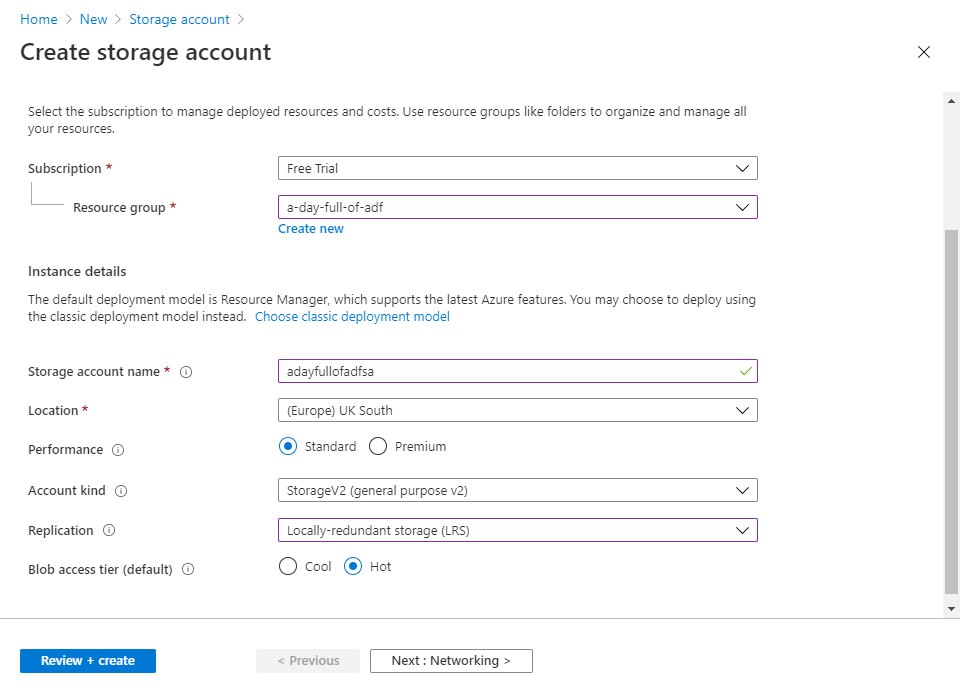 Home > New > Storage account >
Create storage account
Select the subscription to manage deployed resources and costs. Use resource groups like folders to organize and manage all
your resources.
Subscription *
Free Trial
Resource group *
a-day-full-of-adf
Create new
Instance details
The default deployment model is Resource Manager, which supports the latest Azure features. You may choose to deploy using
the classic deployment model instead. Choose classic deployment model
Storage account name *
adayfullofadfsa
Location *
(Europe) UK South
Performance
Standard Premium
Account kind
StorageV2 (general purpose v2)
Replication
Locally-redundant storage (LRS)
Blob access tier (default)
Cool Hot
Review + create
< Previous
Next : Networking >